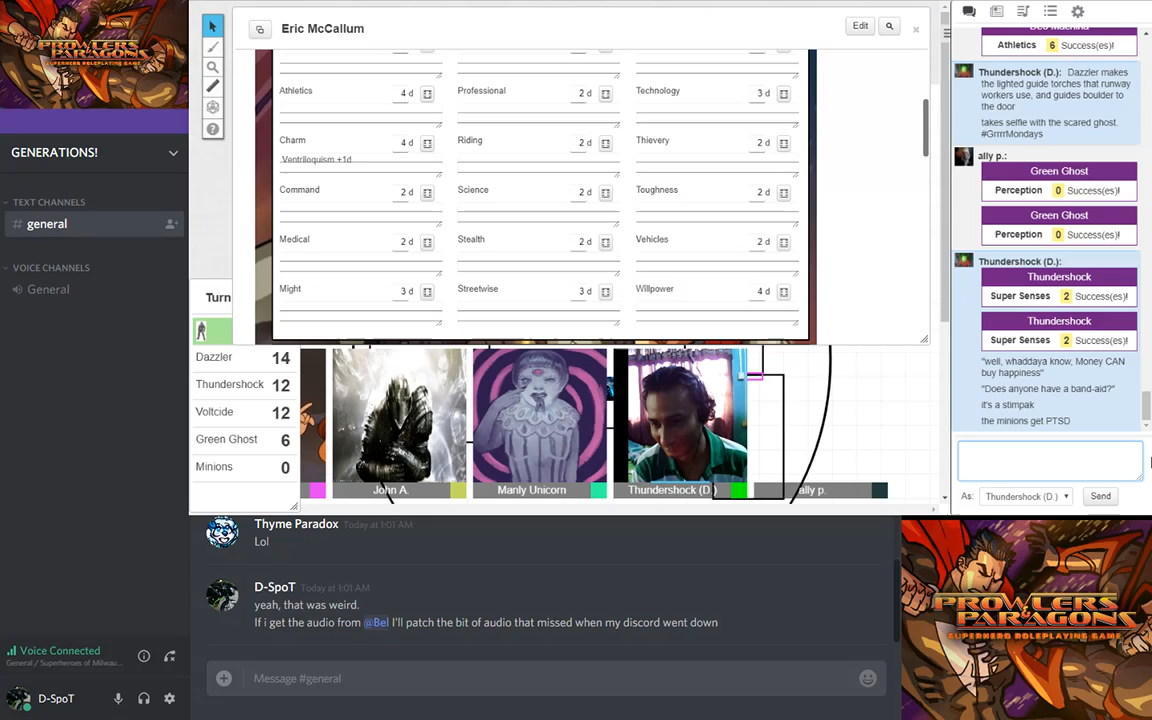 PROWLERS
& PARAGONS
SUPERHERO ROLEPLAYING GAME
GENERATIONS!
TEXT CHANNELS
# general
VOICE CHANNELS
General
Voice Connected
General / Superheroes of Milwau...
D-SpoT
Eric McCallum
Edit
Athletics 4 d
Professional 2 d
Technology 3 d
Charm 4 d
Riding 2 d
Thievery 2 d
Ventriloquism +1d
Command 2 d
Science 2 d
Toughness 2 d
Medical 2 d
Stealth 2 d
Vehicles 2 d
Might 3 d
Streetwise 3 d
Willpower 4 d
Turn
Dazzler 14
Thundershock 12
Voltcide 12
Green Ghost 6
Minions 0
John A.
Manly Unicorn
Thundershock (D.)
ally p.
Thyme Paradox Today at 1:01 AM
Lol
D-SpoT Today at 1:01 AM
yeah, that was weird.
If i get the audio from @Bel I'll patch the bit of audio that missed when my discord went down
Message #general
Athletics 6 Success(es)!
Thundershock (D.): Dazzler makes
the lighted guide torches that runway
workers use, and guides boulder to
the door
takes selfie with the scared ghost.
#GrrrrMondays
ally p.:
Green Ghost
Perception 0 Success(es)!
Green Ghost
Perception 0 Success(es)!
Thundershock (D.):
Thundershock
Super Senses 2 Success(es)!
Thundershock
Super Senses 2 Success(es)!
"well, whaddaya know, Money CAN
buy happiness"
"Does anyone have a band-aid?"
it's a stimpak
the minions get PTSD
As: Thundershock (D.)
Send
PROWLERS
& PARAGONS
SUPERHERO ROLEPLAYING GAME